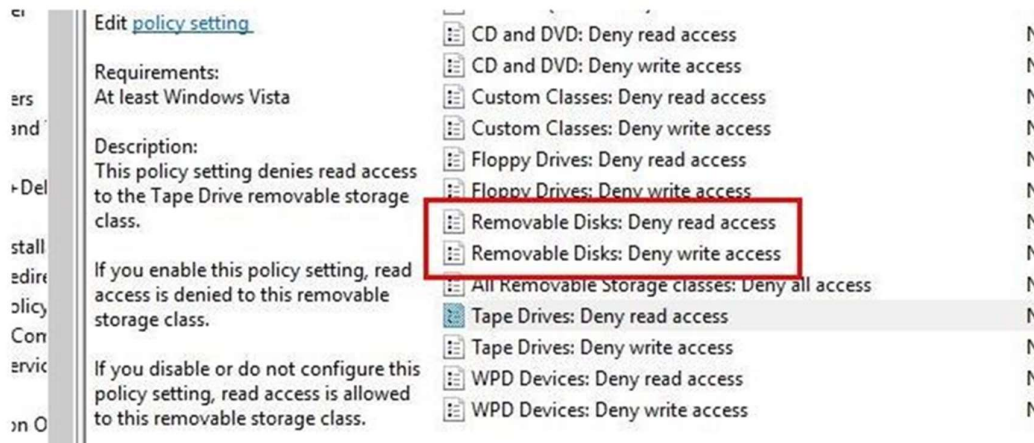 Edit policy setting
Requirements:
At least Windows Vista
Description:
This policy setting denies read access
to the Tape Drive removable storage
class.
If you enable this policy setting, read
access is denied to this removable
storage class.
If you disable or do not configure this
policy setting, read access is allowed
to this removable storage class.
CD and DVD: Deny read access
CD and DVD: Deny write access
Custom Classes: Deny read access
Custom Classes: Deny write access
Floppy Drives: Deny read access
Floppy Drives: Deny write access
Removable Disks: Deny read access
Removable Disks: Deny write access
All Removable Storage classes: Deny all access
Tape Drives: Deny read access
Tape Drives: Deny write access
WPD Devices: Deny read access
WPD Devices: Deny write access